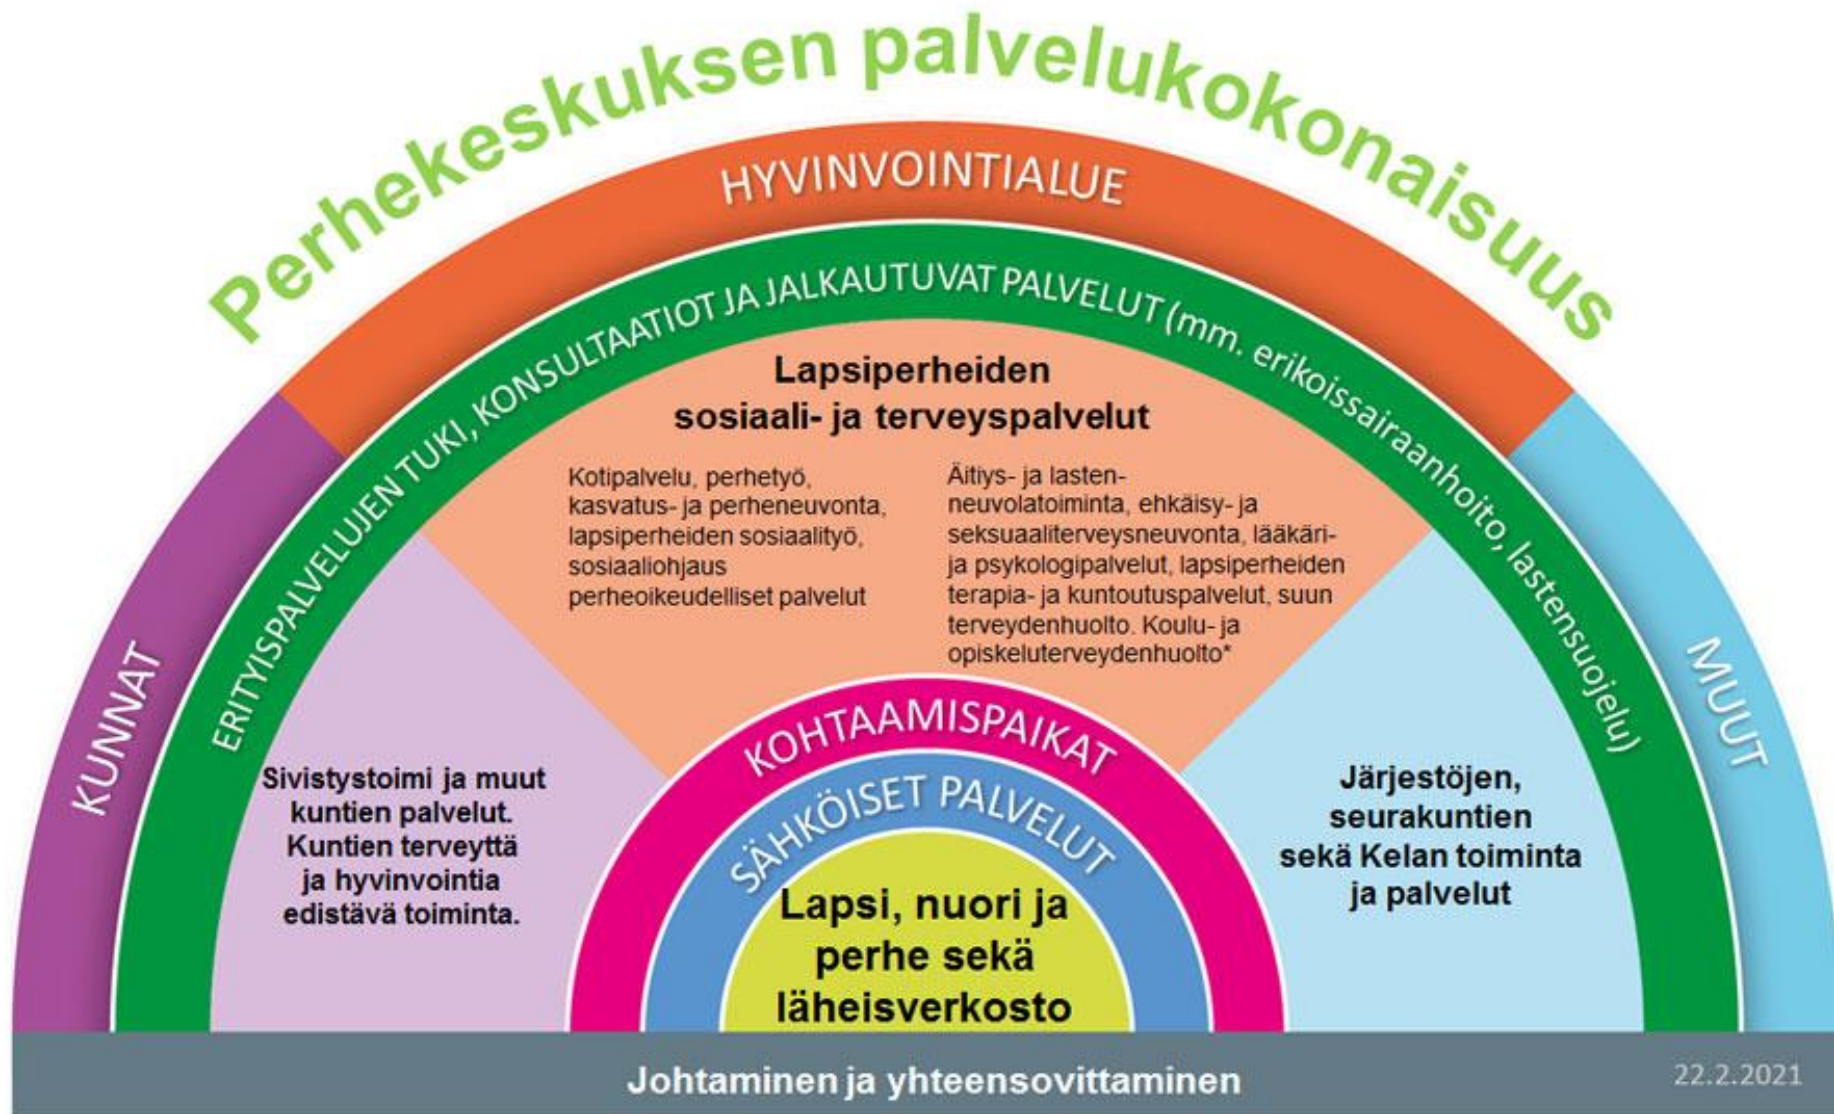 Perhekeskuksen palvelukokonaisuus
HYVINVOINTIALUE
KUNNAT
MUUT
ERITYISPALVELUJEN TUKI, KONSULTAATIOT JA JALKAUTUVAT PALVELUT (mm. erikoissairaanhoito, lastensuojelu)
Lapsiperheiden
sosiaali- ja terveyspalvelut
Kotipalvelu, perhetyö,
kasvatus- ja perheneuvonta,
lapsiperheiden sosiaalityö,
sosiaaliohjaus
perheoikeudelliset palvelut
Äitiys- ja lasten-
neuvolatoiminta, ehkäisy- ja
seksuaaliterveysneuvonta, lääkäri-
ja psykologipalvelut, lapsiperheiden
terapia- ja kuntoutuspalvelut, suun
terveydenhuolto. Koulu- ja
opiskeluterveydenhuolto*
Sivistystoimi ja muut
kuntien palvelut.
Kuntien terveyttä
ja hyvinvointia
edistävä toiminta.
Järjestöjen,
seurakuntien
sekä Kelan toiminta
ja palvelut
KOHTAAMISPAIKAT
SÄHKÖISET PALVELUT
Lapsi, nuori ja
perhe sekä
läheisverkosto
Johtaminen ja yhteensovittaminen
22.2.2021